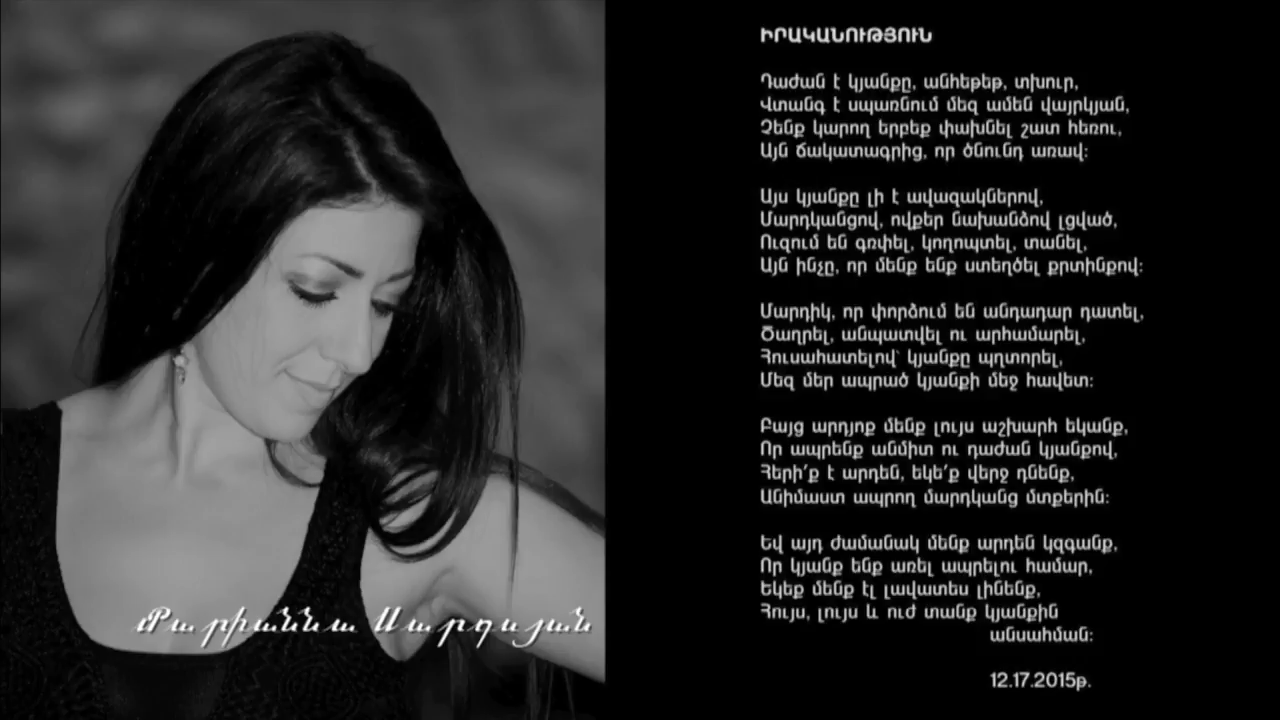 ԻՐԱԿԱՆՈՒԹՅՈՒՆ
Դաժան է կյանքը, անհեթեթ, տխուր,
Վտանգ է սպառնում մեզ ամեն վայրկյան,
Չենք կարող երբեք փախնել շատ հեռու,
Այն ճակատագրից, որ ծնունդ առավ։
Այս կյանքը լի է ավազակներով,
Մարդկանցով, ովքեր նախանձով լցված,
Ուզում են գռփել, կողոպտել, տանել,
Այն ինչը, որ մենք ենք ստեղծել քրտինքով։
Մարդիկ, որ փորձում են անդադար դատել,
Ծաղրել, անպատվել ու արհամարել,
Հուսահատելով՝ կյանքը պղտորել,
Մեզ մեր ապրած կյանքի մեջ հավետ։
Բայց արդյոք մենք լույս աշխարհ եկանք,
Որ ապրենք անմիտ ու դաժան կյանքով,
Հերի՛ք է արդեն, եկե՛ք վերջ դնենք,
Անիմաստ ապրող մարդկանց մտքերին։
Եվ այդ ժամանակ մենք արդեն կզգանք,
Որ կյանք ենք առել ապրելու համար,
Եկեք մենք էլ լավատես լինենք,
Հույս, լույս և ուժ տանք կյանքին
անսահման։
12.17.2015թ.
Մարիաննա Սարգսյան